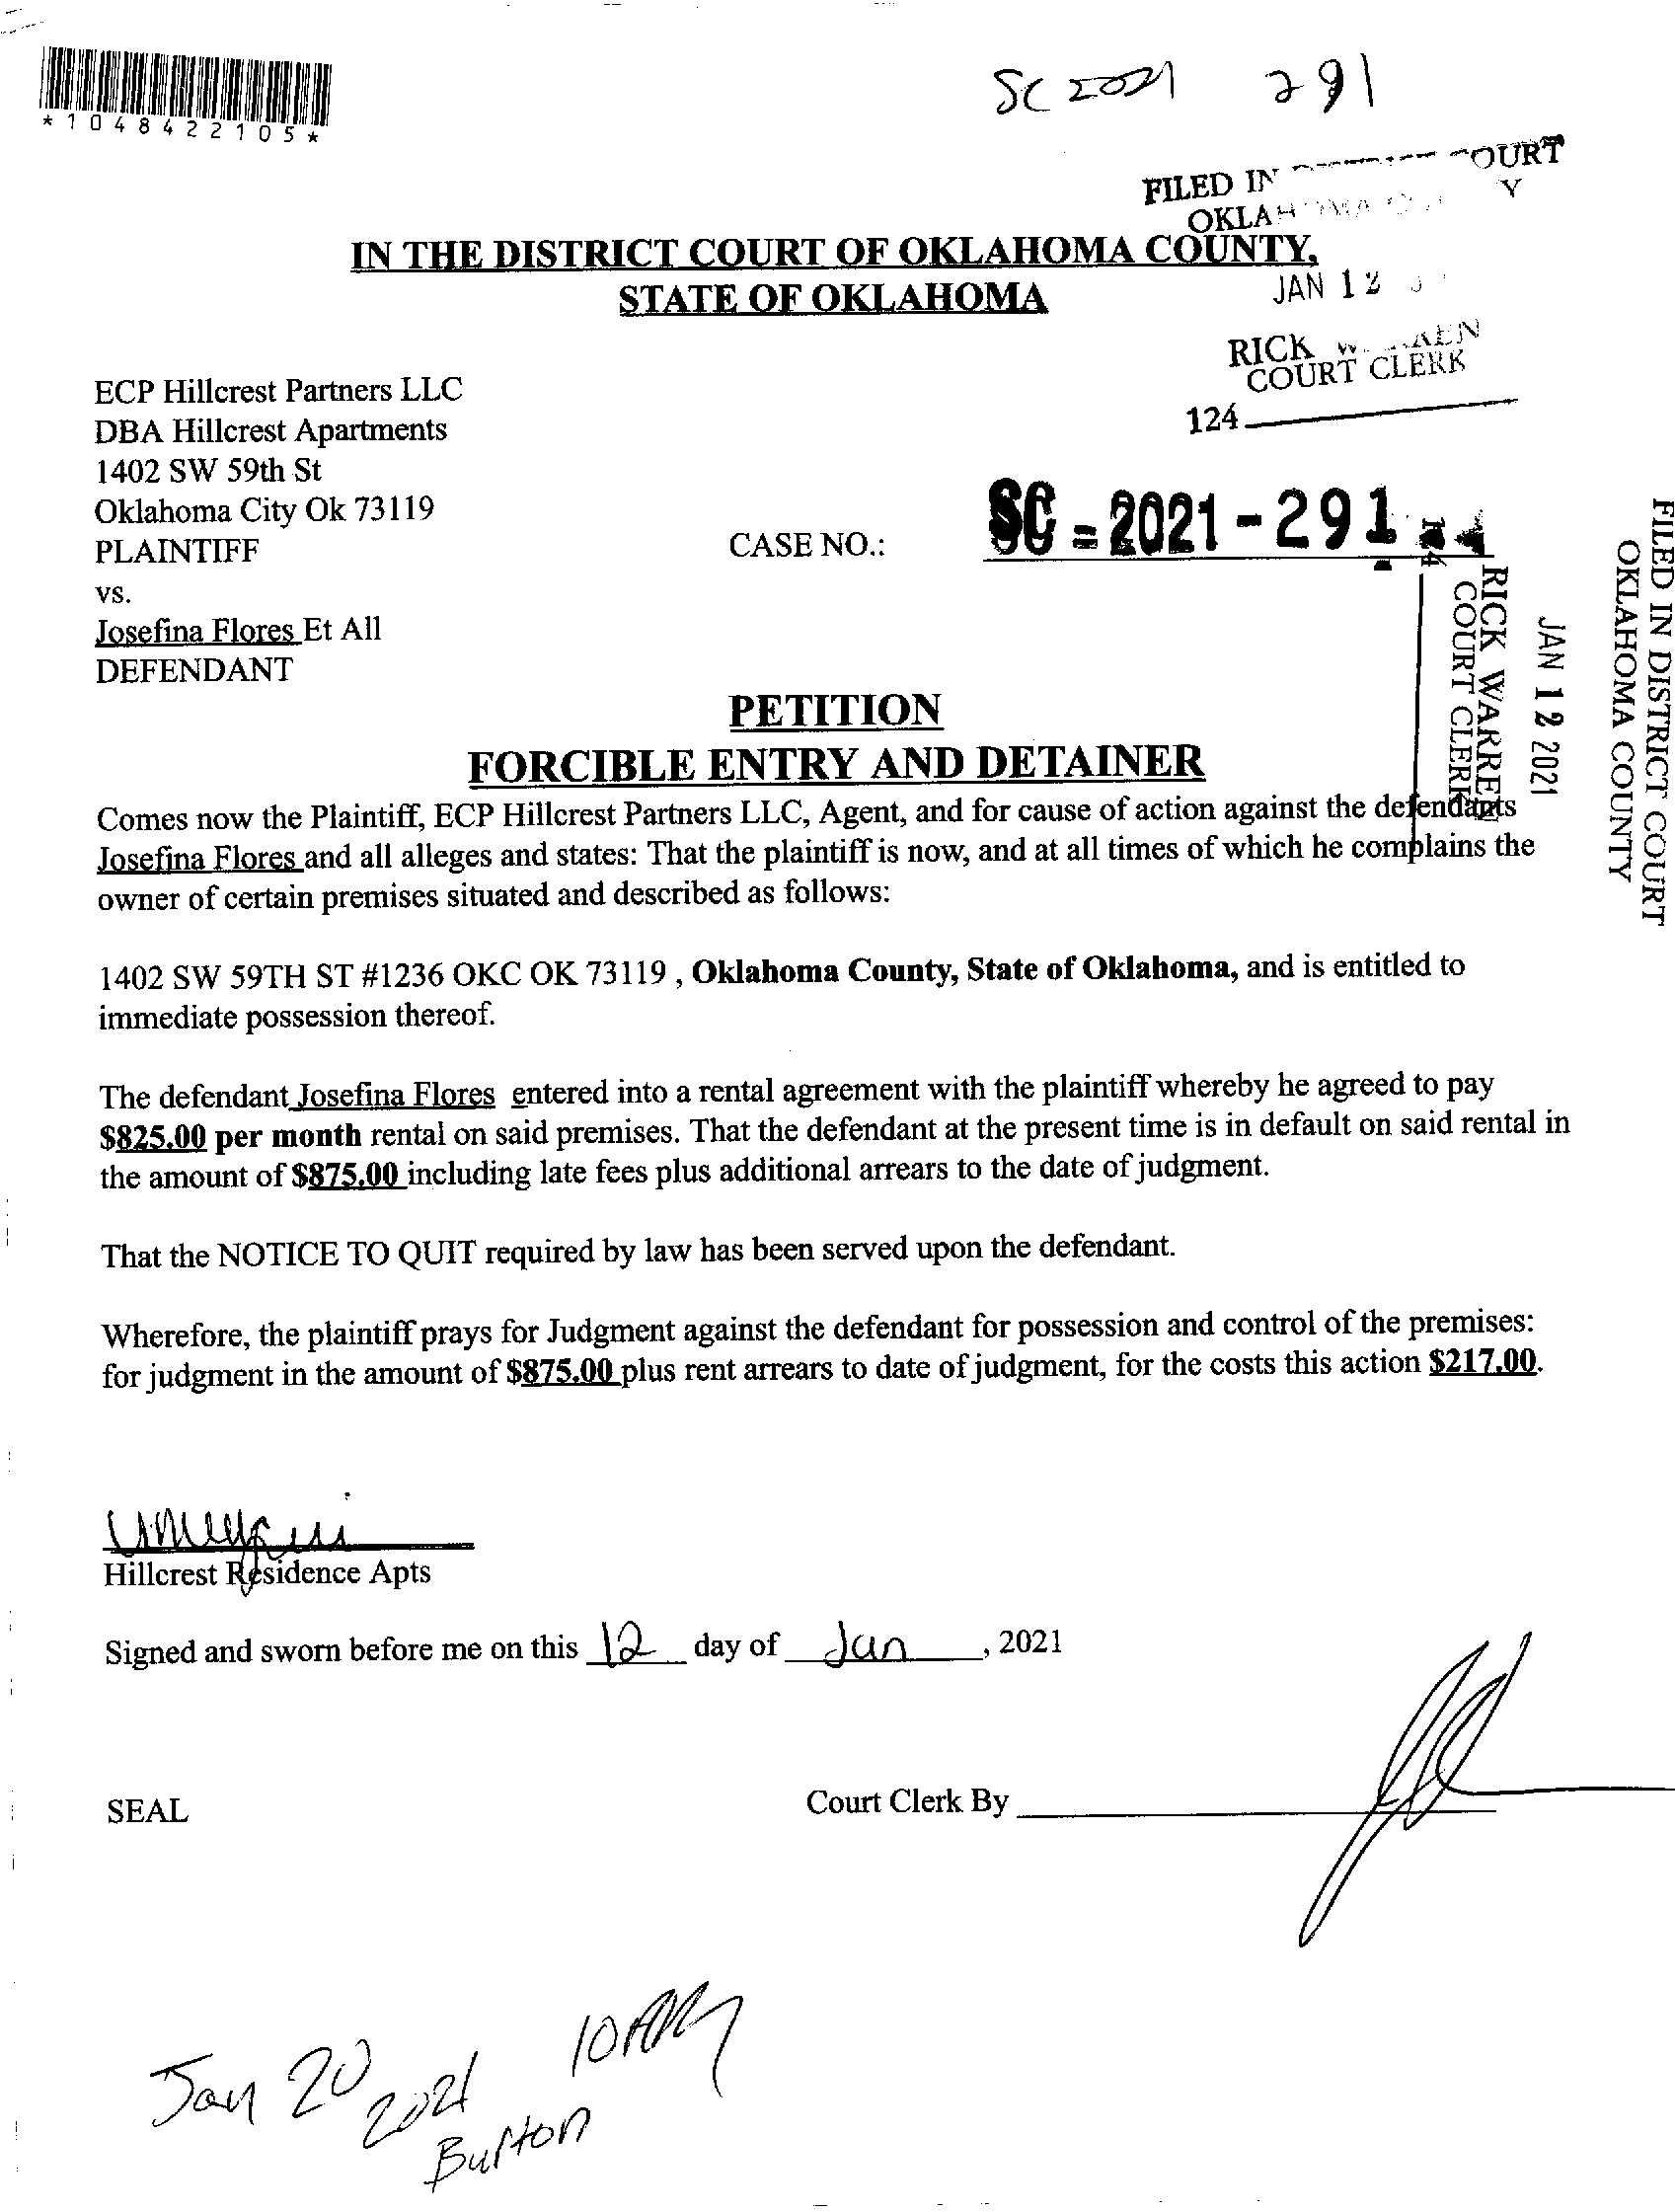 *1048422105*
SC 2021 291
FILED IN COURT
OKLAHOMA
IN THE DISTRICT COURT OF OKLAHOMA COUNTY,
STATE OF OKLAHOMA
JAN 12
RICK
COURT CLERK
124
ECP Hillcrest Partners LLC
DBA Hillcrest Apartments
1402 SW 59th St
Oklahoma City Ok 73119
PLAINTIFF
CASE NO.: SC - 2021 - 291
vs.
Josefina Flores Et All
DEFENDANT
FILED IN DISTRICT COURT
OKLAHOMA COUNTY
JAN 12 2021
RICK WARREN
COURT CLERK
PETITION
FORCIBLE ENTRY AND DETAINER
Comes now the Plaintiff, ECP Hillcrest Partners LLC, Agent, and for cause of action against the defendants
Josefina Flores and all alleges and states: That the plaintiff is now, and at all times of which he complains the
owner of certain premises situated and described as follows:
1402 SW 59TH ST #1236 OKC OK 73119 , Oklahoma County, State of Oklahoma, and is entitled to
immediate possession thereof.
The defendant Josefina Flores entered into a rental agreement with the plaintiff whereby he agreed to pay
$825.00 per month rental on said premises. That the defendant at the present time is in default on said rental in
the amount of $875.00 including late fees plus additional arrears to the date of judgment.
That the NOTICE TO QUIT required by law has been served upon the defendant.
Wherefore, the plaintiff prays for Judgment against the defendant for possession and control of the premises:
for judgment in the amount of $875.00 plus rent arrears to date of judgment, for the costs this action $217.00.
Hillcrest Residence Apts
Signed and sworn before me on this 12 day of Jan , 2021
SEAL
Court Clerk By
Jan 20 2021 10AM
Burton